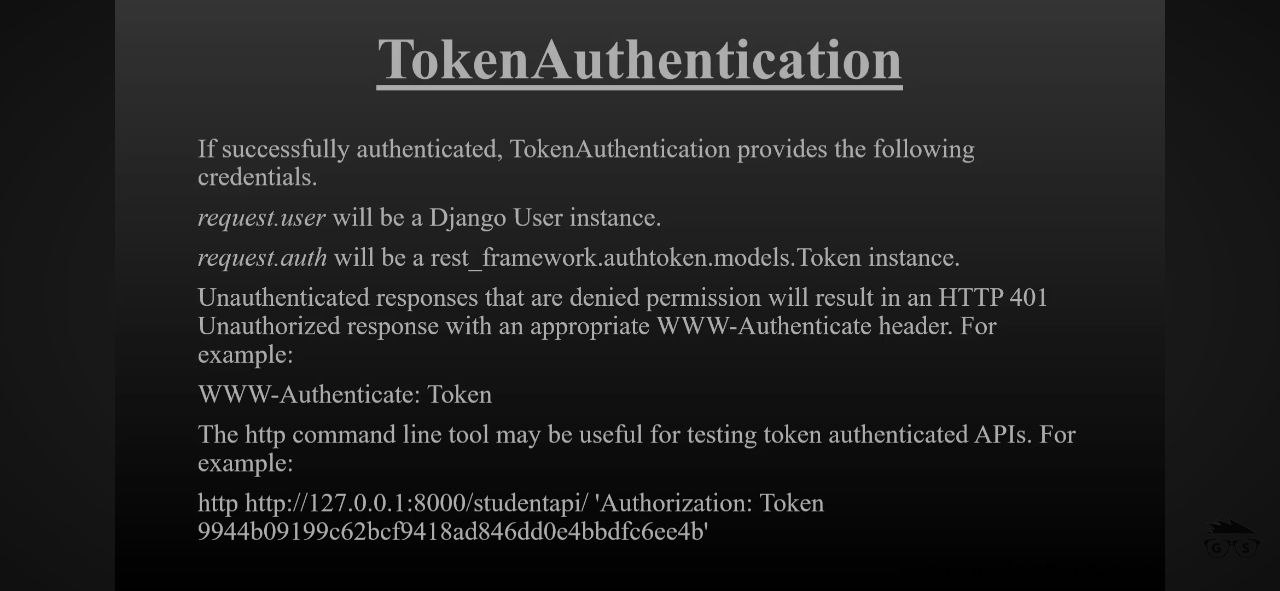 TokenAuthentication
If successfully authenticated, TokenAuthentication provides the following
credentials.
request.user will be a Django User instance.
request.auth will be a rest_framework.authtoken.models.Token instance.
Unauthenticated responses that are denied permission will result in an HTTP 401
Unauthorized response with an appropriate WWW-Authenticate header. For
example:
WWW-Authenticate: Token
The http command line tool may be useful for testing token authenticated APIs. For
example:
http http://127.0.0.1:8000/studentapi/ 'Authorization: Token
9944b09199c62bcf9418ad846dd0e4bbdfc6ee4b'
G S